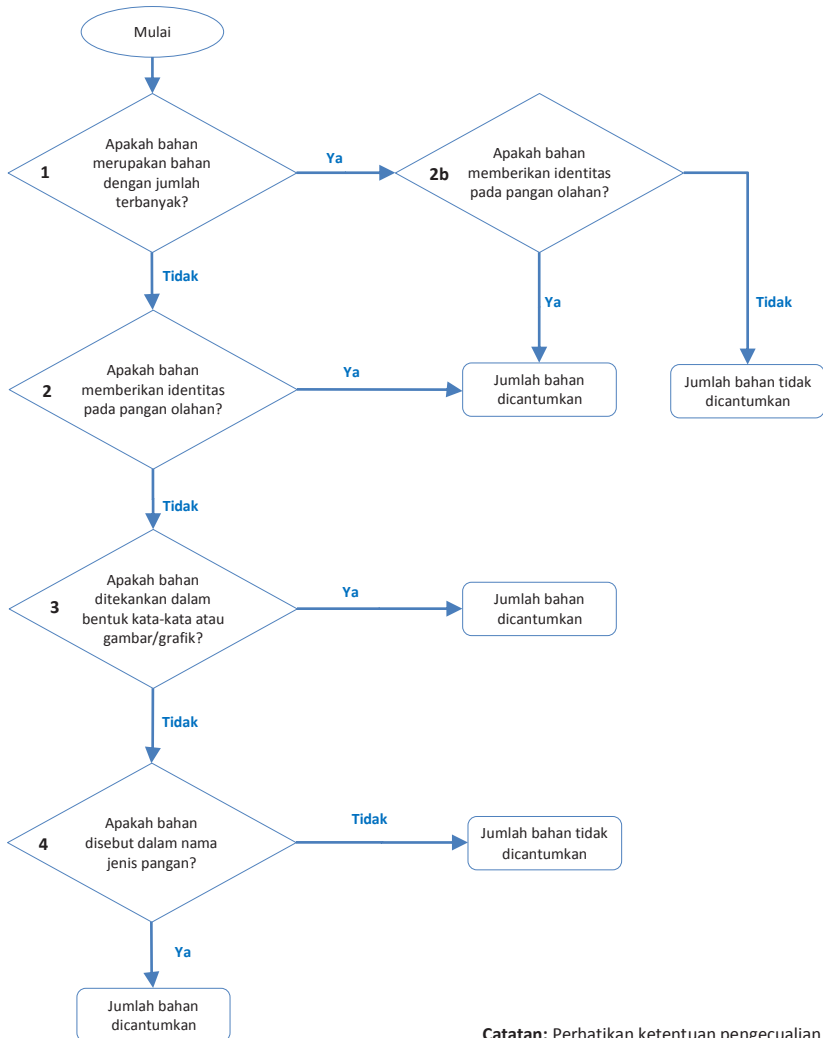 Mulai
1
Apakah bahan
merupakan bahan
dengan jumlah
terbanyak?
Ya
2b
Apakah bahan
memberikan identitas
pada pangan olahan?
Tidak
Ya
Tidak
2
Apakah bahan
memberikan identitas
pada pangan olahan?
Ya
Jumlah bahan
dicantumkan
Jumlah bahan tidak
dicantumkan
Tidak
3
Apakah bahan
ditekankan dalam
bentuk kata-kata atau
gambar/grafik?
Ya
Jumlah bahan
dicantumkan
Tidak
4
Apakah bahan
disebut dalam nama
jenis pangan?
Tidak
Jumlah bahan tidak
dicantumkan
Ya
Jumlah bahan
dicantumkan
Catatan: Perhatikan ketentuan pengecualian